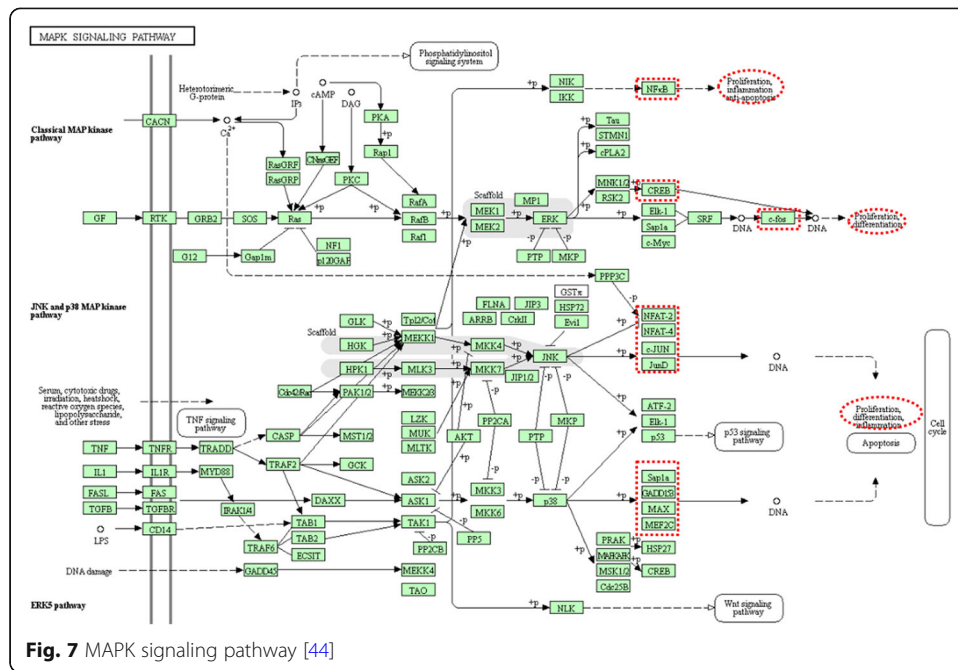 MAPK SIGNALING PATHWAY
Phosphatidylinositol
signaling system
Heterotrimeric
G-protein
IP3
cAMP
DAG
PKA
+p
Rap1
NIK
IKK
+p
NFκB
Proliferation,
inflammation
anti-apoptosis
Classical MAP kinase
pathway
CACN
Ca2+
RasGRF
RasGRP
CNasGEF
PKC
RafA
RafB
Raf1
Scaffold
MEK1
MEK2
MP1
ERK
+p
Tau
STMN1
cPLA2
MNK1/2
RSK2
+p
CREB
GF
RTK
GRB2
SOS
Ras
+p
+p
+p
+p
+p
Elk-1
Sap1a
c-Myc
SRF
DNA
c-fos
DNA
Proliferation,
differentiation
G12
Gap1m
NF1
p120GAP
-p
-p
PTP
MKP
PPP3C
-p
JNK and p38 MAP kinase
pathway
Scaffold
GLK
HGK
HPK1
Tpl2/Cot
MEKK1
MLK3
FLNA
JIP3
ARRB
CrkII
GSTπ
HSP72
Evi1
MKK4
MKK7
JNK
JIP1/2
NFAT-2
NFAT-4
c-JUN
JunD
DNA
Cdc42/Rac
PAK1/2
MEKK2/3
Serum, cytotoxic drugs,
irradiation, heatshock,
reactive oxygen species,
lipopolysaccharide,
and other stress
TNF signaling
pathway
LZK
MUK
MLTK
PP2CA
AKT
PTP
MKP
ATF-2
Elk-1
p53
p53 signaling
pathway
Proliferation,
differentiation,
inflammation
Apoptosis
Cell
cycle
TNF
TNFR
TRADD
CASP
MST1/2
IL1
IL1R
MYD88
TRAF2
GCK
ASK2
ASK1
MKK3
MKK6
p38
FASL
FAS
DAXX
TGFB
TGFBR
IRAK1/4
LPS
CD14
TAB1
TAB2
TRAF6
ECSIT
TAK1
PP2CB
PP5
Sap1a
GADD153
MAX
MEF2C
DNA
PRAK
MAPKAPK
MSK1/2
Cdc25B
HSP27
CREB
DNA damage
GADD45
MEKK4
TAO
ERK5 pathway
+p
NLK
Wnt signaling
pathway
Fig. 7 MAPK signaling pathway [44]